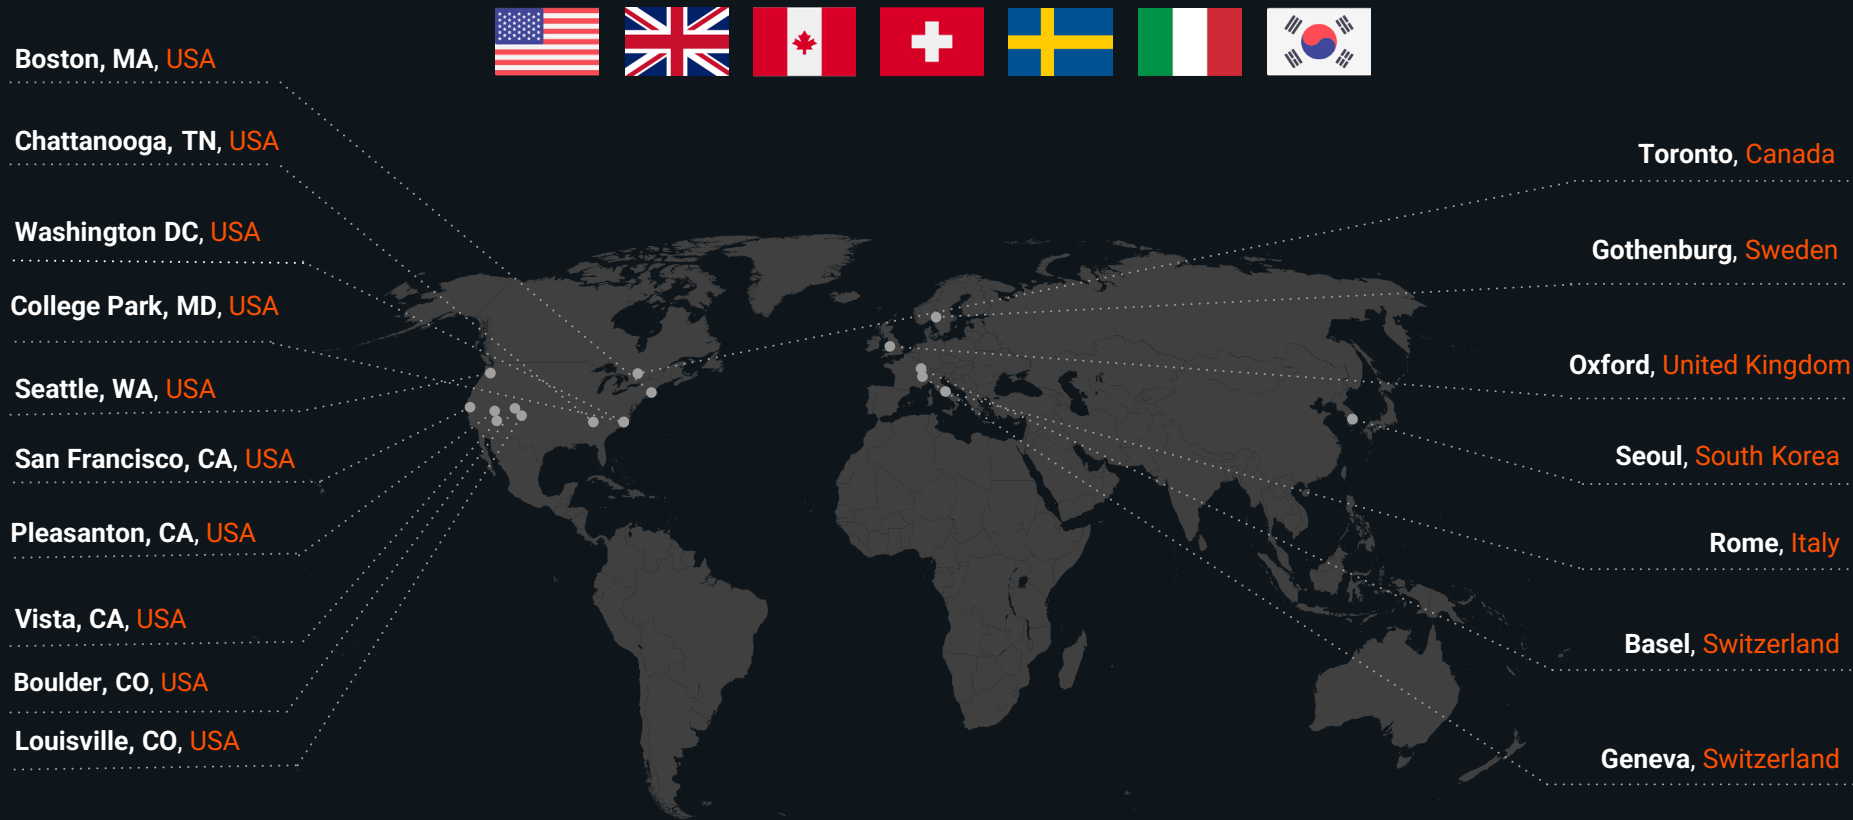 Boston, MA, USA
Chattanooga, TN, USA
Washington DC, USA
College Park, MD, USA
Seattle, WA, USA
San Francisco, CA, USA
Pleasanton, CA, USA
Vista, CA, USA
Boulder, CO, USA
Louisville, CO, USA
Toronto, Canada
Gothenburg, Sweden
Oxford, United Kingdom
Seoul, South Korea
Rome, Italy
Basel, Switzerland
Geneva, Switzerland